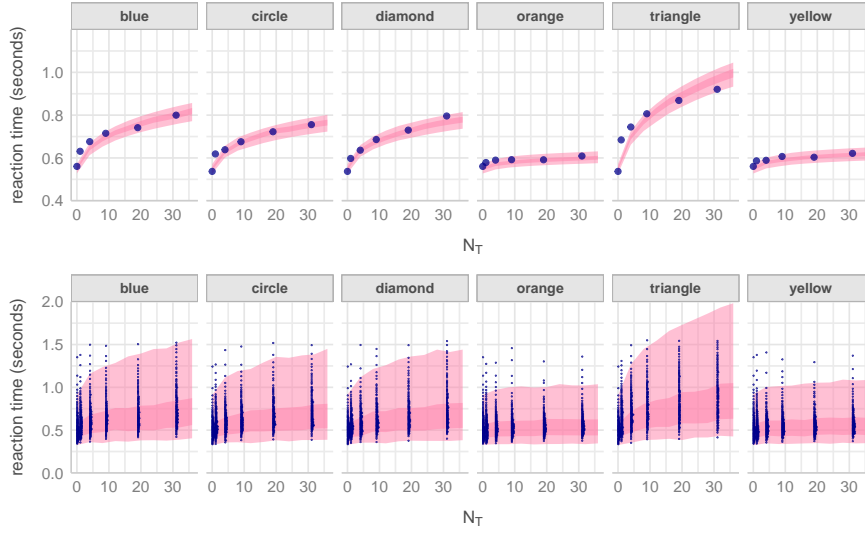 blue circle diamond orange triangle yellow
reaction time (seconds)
1.0
0.8
0.6
0.4
0 10 20 30 0 10 20 30 0 10 20 30 0 10 20 30 0 10 20 30 0 10 20 30
N_T
blue circle diamond orange triangle yellow
reaction time (seconds)
2.0
1.5
1.0
0.5
0.0
0 10 20 30 0 10 20 30 0 10 20 30 0 10 20 30 0 10 20 30 0 10 20 30
N_T